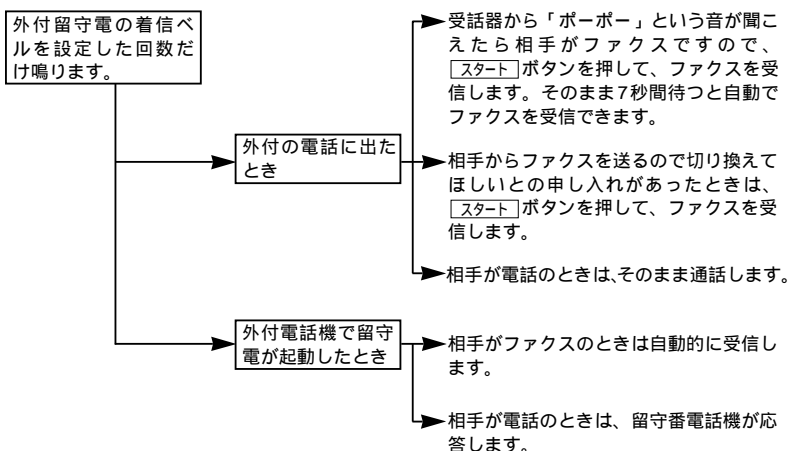 外付留守電の着信ベ
ルを設定した回数だ
け鳴ります。
外付の電話に出た
とき
受話器から「ポーポー」という音が聞こ
えたら相手がファクスですので、
スタート ボタンを押して、ファクスを受
信します。そのまま7秒間待つと自動で
ファクスを受信できます。
相手からファクスを送るので切り換えて
ほしいとの申し入れがあったときは、
スタート ボタンを押して、ファクスを受
信します。
相手が電話のときは、そのまま通話します。
外付電話機で留守
電が起動したとき
相手がファクスのときは自動的に受信し
ます。
相手が電話のときは、留守番電話機が応
答します。